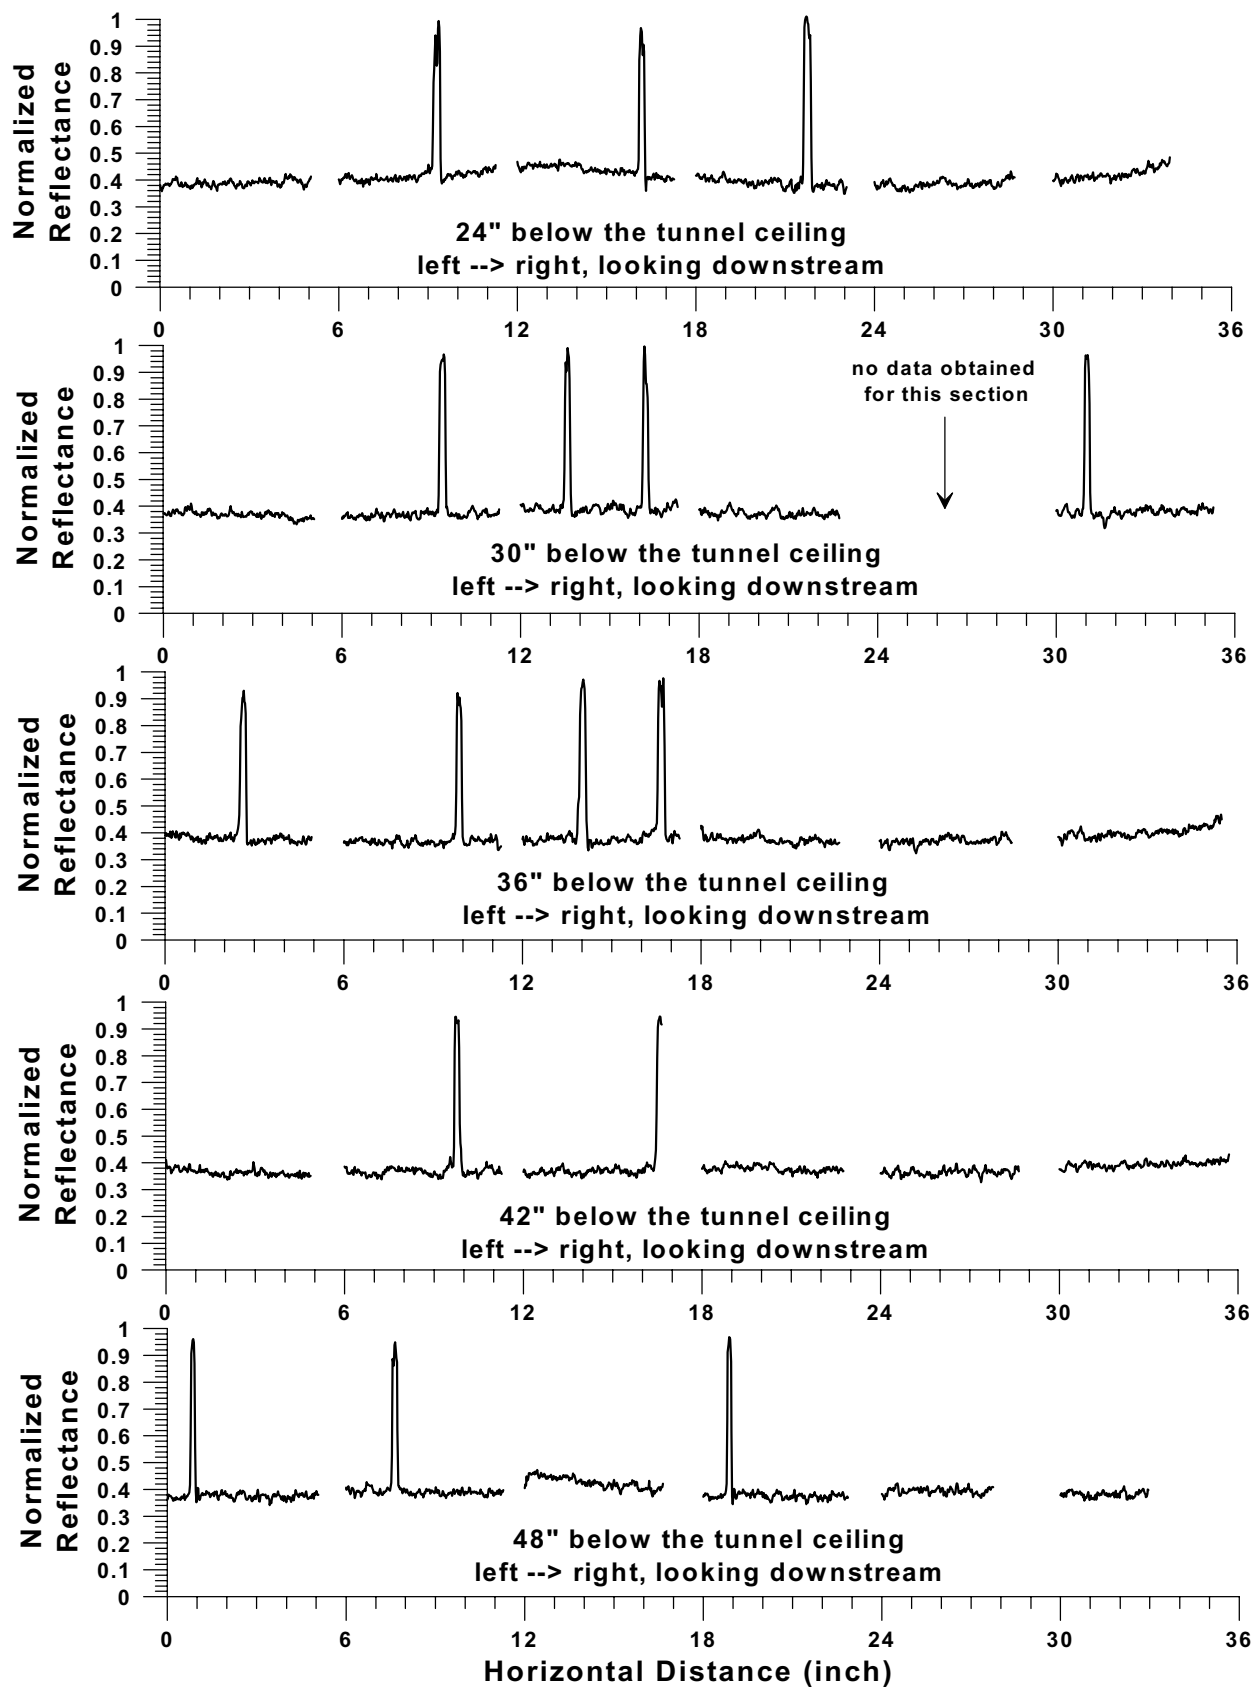 Normalized
Reflectance
1
0.9
0.8
0.7
0.6
0.5
0.4
0.3
0.2
0.1
0
24" below the tunnel ceiling
left --> right, looking downstream
0 6 12 18 24 30 36
Normalized
Reflectance
1
0.9
0.8
0.7
0.6
0.5
0.4
0.3
0.2
0.1
0
no data obtained
for this section
30" below the tunnel ceiling
left --> right, looking downstream
0 6 12 18 24 30 36
Normalized
Reflectance
1
0.9
0.8
0.7
0.6
0.5
0.4
0.3
0.2
0.1
0
36" below the tunnel ceiling
left --> right, looking downstream
0 6 12 18 24 30 36
Normalized
Reflectance
1
0.9
0.8
0.7
0.6
0.5
0.4
0.3
0.2
0.1
0
42" below the tunnel ceiling
left --> right, looking downstream
0 6 12 18 24 30 36
Normalized
Reflectance
1
0.9
0.8
0.7
0.6
0.5
0.4
0.3
0.2
0.1
0
48" below the tunnel ceiling
left --> right, looking downstream
0 6 12 18 24 30 36
Horizontal Distance (inch)